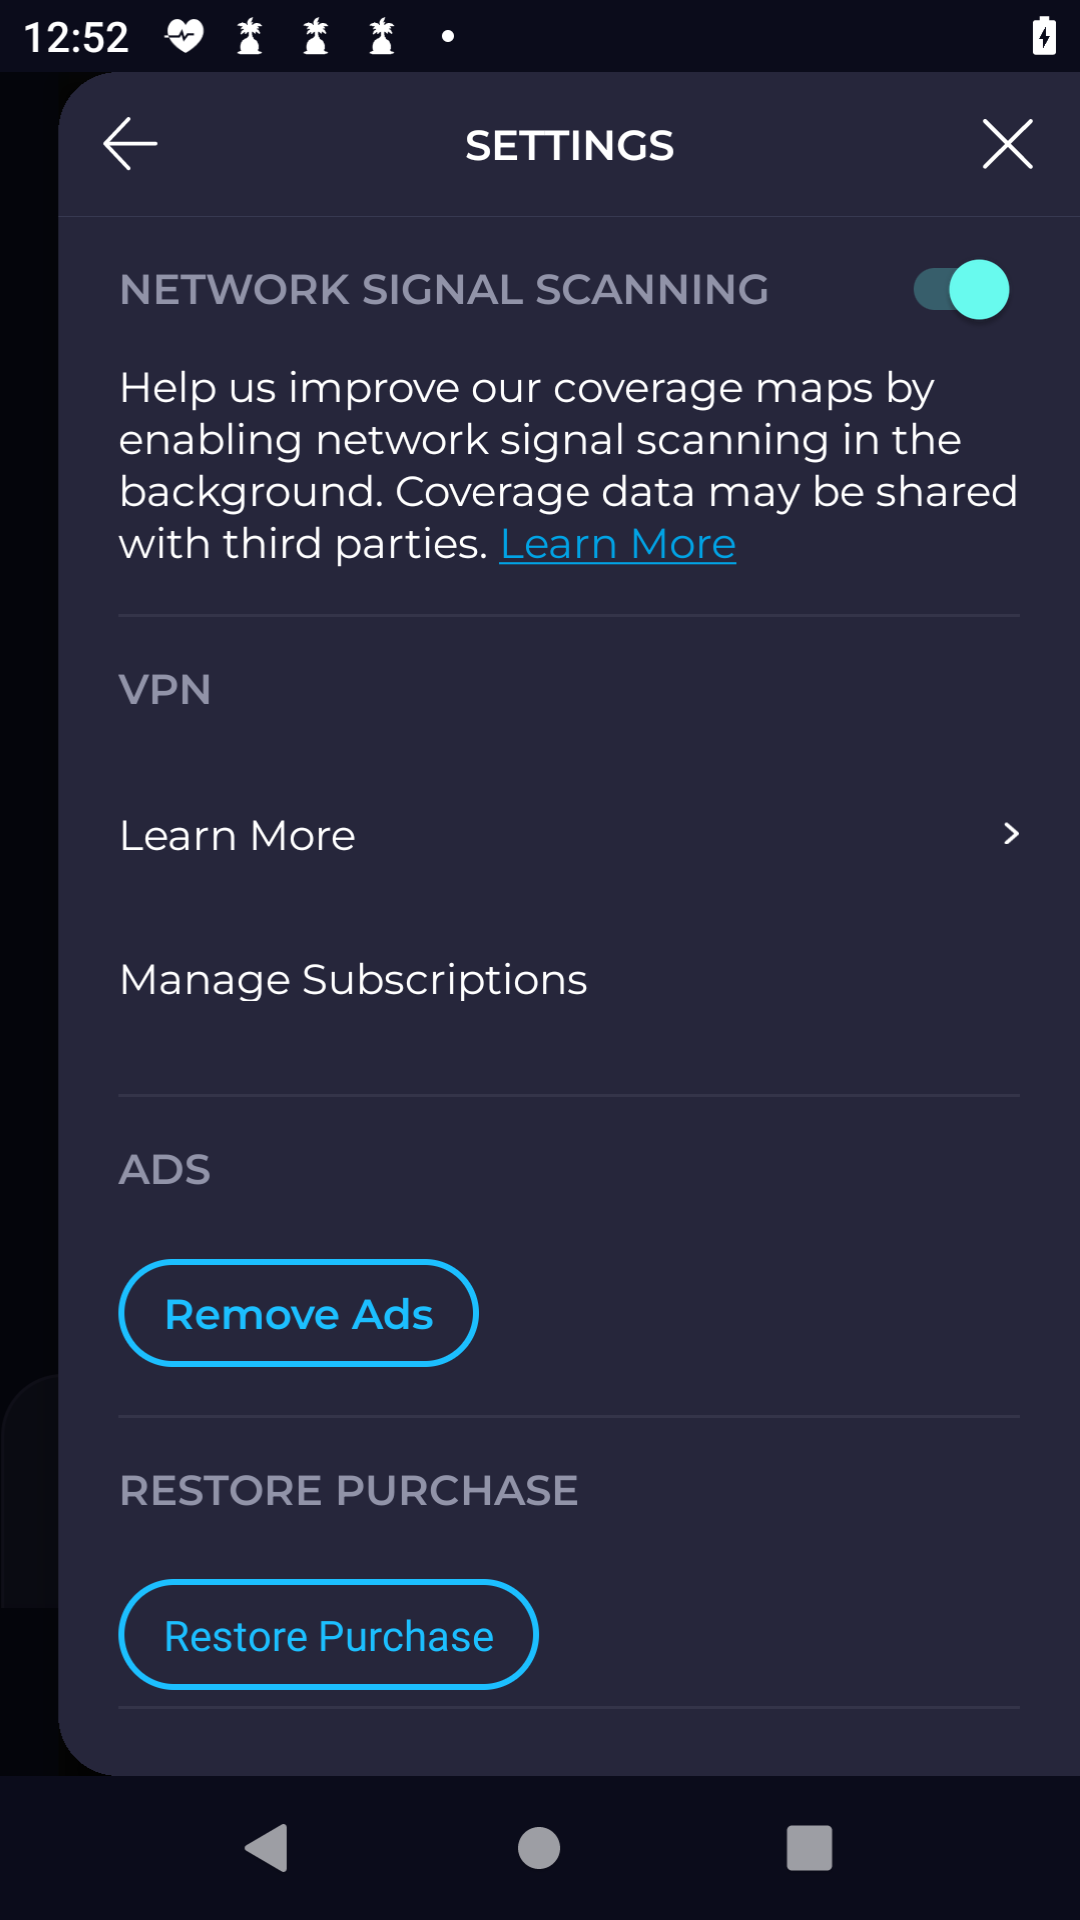 12:52
SETTINGS
NETWORK SIGNAL SCANNING
Help us improve our coverage maps by
enabling network signal scanning in the
background. Coverage data may be shared
with third parties. Learn More
VPN
Learn More
Manage Subscriptions
ADS
Remove Ads
RESTORE PURCHASE
Restore Purchase